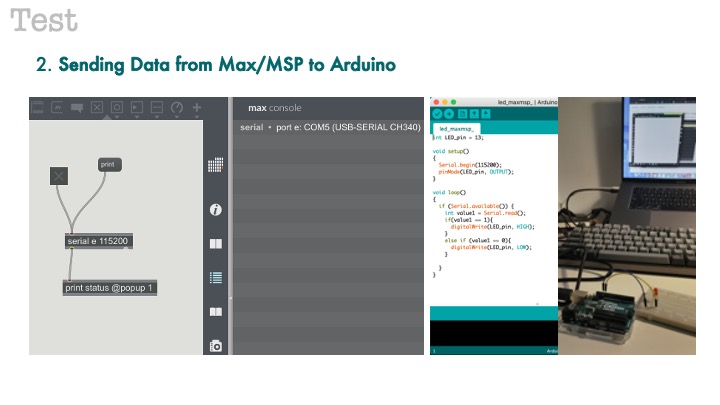 Test
2. Sending Data from Max/MSP to Arduino
print
serial e 115200
print status @popup 1
max console
serial • port e: COM5 (USB-SERIAL CH340)
led_maxmsp_ | Arduino
led_maxmsp_
int LED_pin = 13;
void setup()
{
Serial.begin(115200);
pinMode(LED_pin, OUTPUT);
}
void loop()
{
if (Serial.available()) {
int value1 = Serial.read();
if(value1 == 1){
digitalWrite(LED_pin, HIGH);
}
else if (value1 == 0){
digitalWrite(LED_pin, LOW);
}
}
}
1